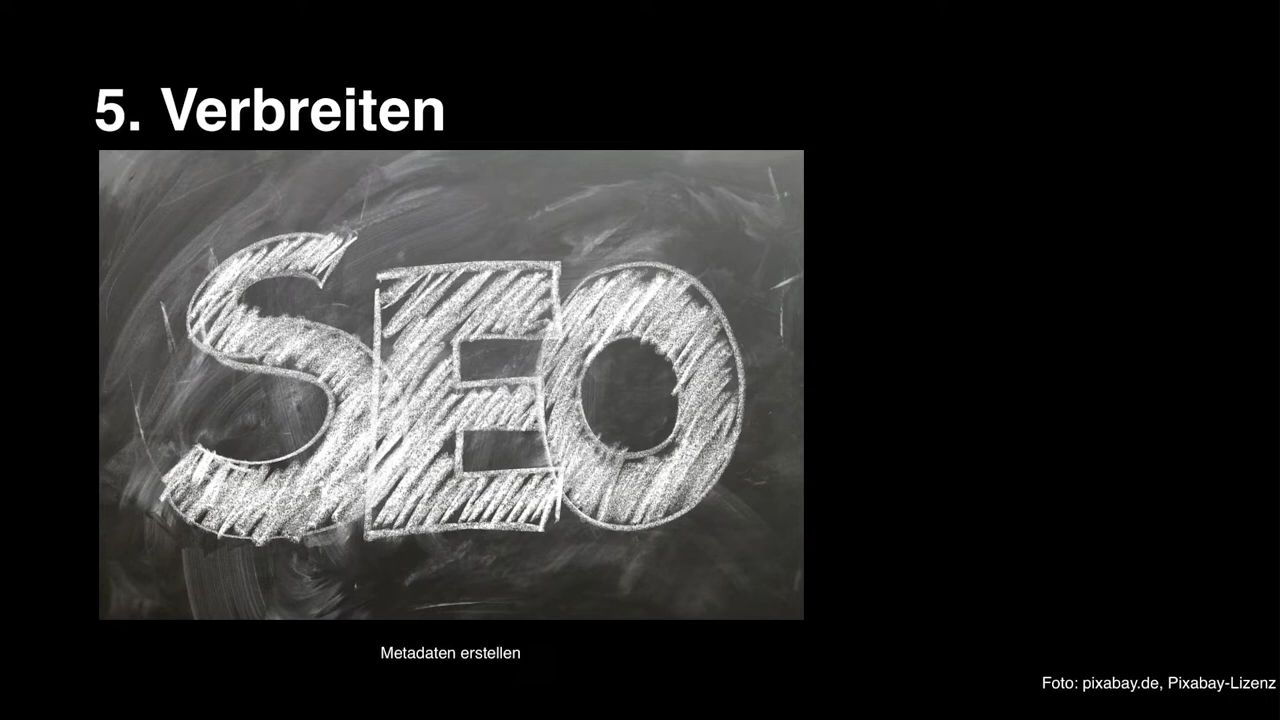 5. Verbreiten
SEO
Metadaten erstellen
Foto: pixabay.de, Pixabay-Lizenz